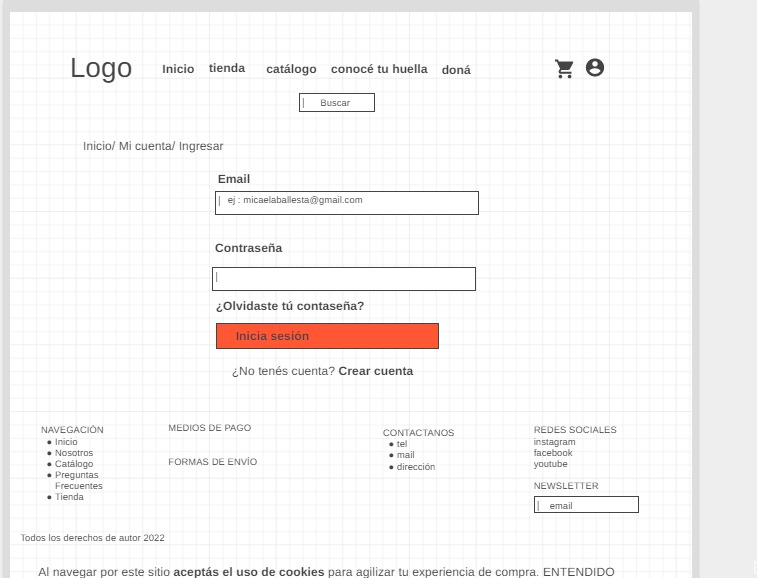 Logo
Inicio tienda catálogo conocé tu huella doná
Buscar
Inicio/ Mi cuenta/ Ingresar
Email
ej : micaelaballesta@gmail.com
Contraseña
¿Olvidaste tú contaseña?
Inicia sesión
¿No tenés cuenta? Crear cuenta
NAVEGACIÓN
● Inicio
● Nosotros
● Catálogo
● Preguntas
Frecuentes
● Tienda
MEDIOS DE PAGO
FORMAS DE ENVÍO
CONTACTANOS
● tel
● mail
● dirección
REDES SOCIALES
instagram
facebook
youtube
NEWSLETTER
email
Todos los derechos de autor 2022
Al navegar por este sitio aceptás el uso de cookies para agilizar tu experiencia de compra. ENTENDIDO